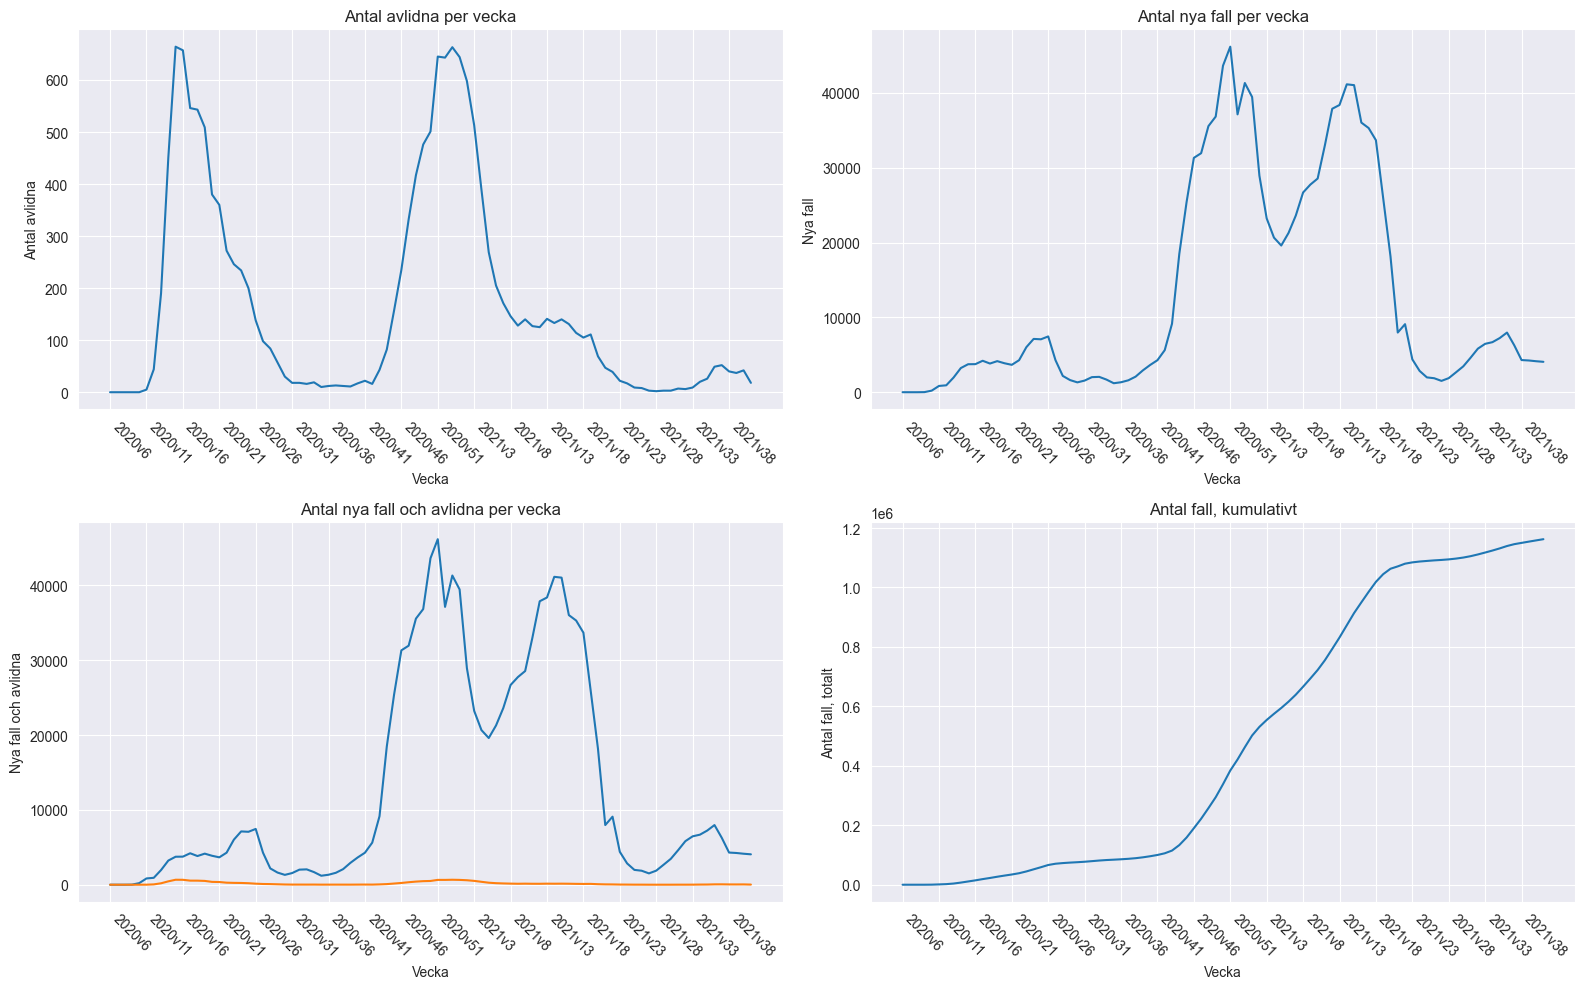 Antal avlidna per vecka
Antal avlidna
600
500
400
300
200
100
0
2020v6 2020v11 2020v16 2020v21 2020v26 2020v31 2020v36 2020v41 2020v46 2020v51 2021v3 2021v8 2021v13 2021v18 2021v23 2021v28 2021v33 2021v38
Vecka
Antal nya fall per vecka
Nya fall
40000
30000
20000
10000
0
2020v6 2020v11 2020v16 2020v21 2020v26 2020v31 2020v36 2020v41 2020v46 2020v51 2021v3 2021v8 2021v13 2021v18 2021v23 2021v28 2021v33 2021v38
Vecka
Antal nya fall och avlidna per vecka
Nya fall och avlidna
40000
30000
20000
10000
0
2020v6 2020v11 2020v16 2020v21 2020v26 2020v31 2020v36 2020v41 2020v46 2020v51 2021v3 2021v8 2021v13 2021v18 2021v23 2021v28 2021v33 2021v38
Vecka
Antal fall, kumulativt
1e6
Antal fall, totalt
1.2
1.0
0.8
0.6
0.4
0.2
0.0
2020v6 2020v11 2020v16 2020v21 2020v26 2020v31 2020v36 2020v41 2020v46 2020v51 2021v3 2021v8 2021v13 2021v18 2021v23 2021v28 2021v33 2021v38
Vecka